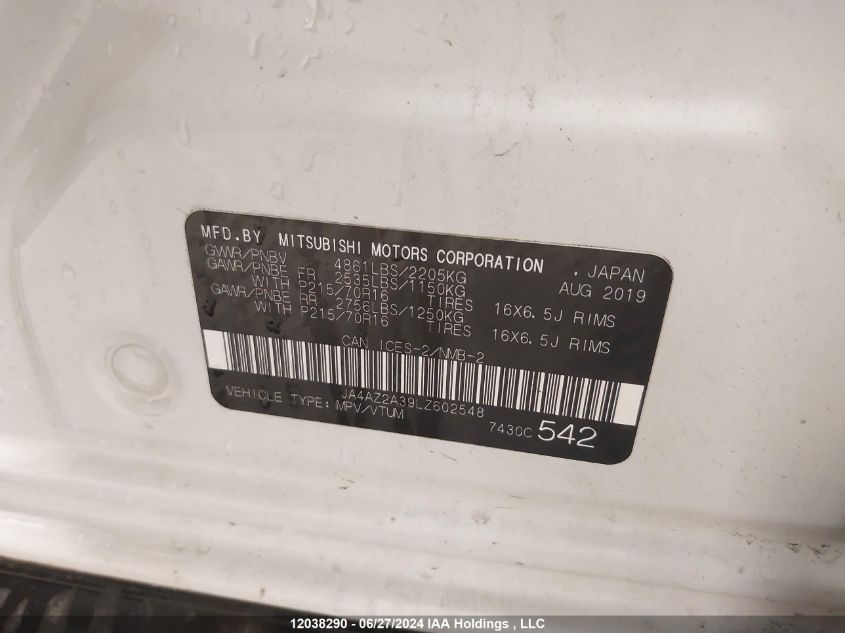 MFD.BY MITSUBISHI MOTORS CORPORATION . JAPAN
GVWR/PNBV 4861LBS/2205KG AUG 2019
GAWR/PNBE FR 2535LBS/1150KG
WITH P215/70R16 TIRES 16X6.5J RIMS
GAWR/PNBE RR 2756LBS/1250KG
WITH P215/70R16 TIRES 16X6.5J RIMS
CAN ICES-2/NMB-2
JA4AZ2A39LZ602548
VEHICLE TYPE: MPV/VTUM 7430C 542
12038290 - 06/27/2024 IAA Holdings , LLC